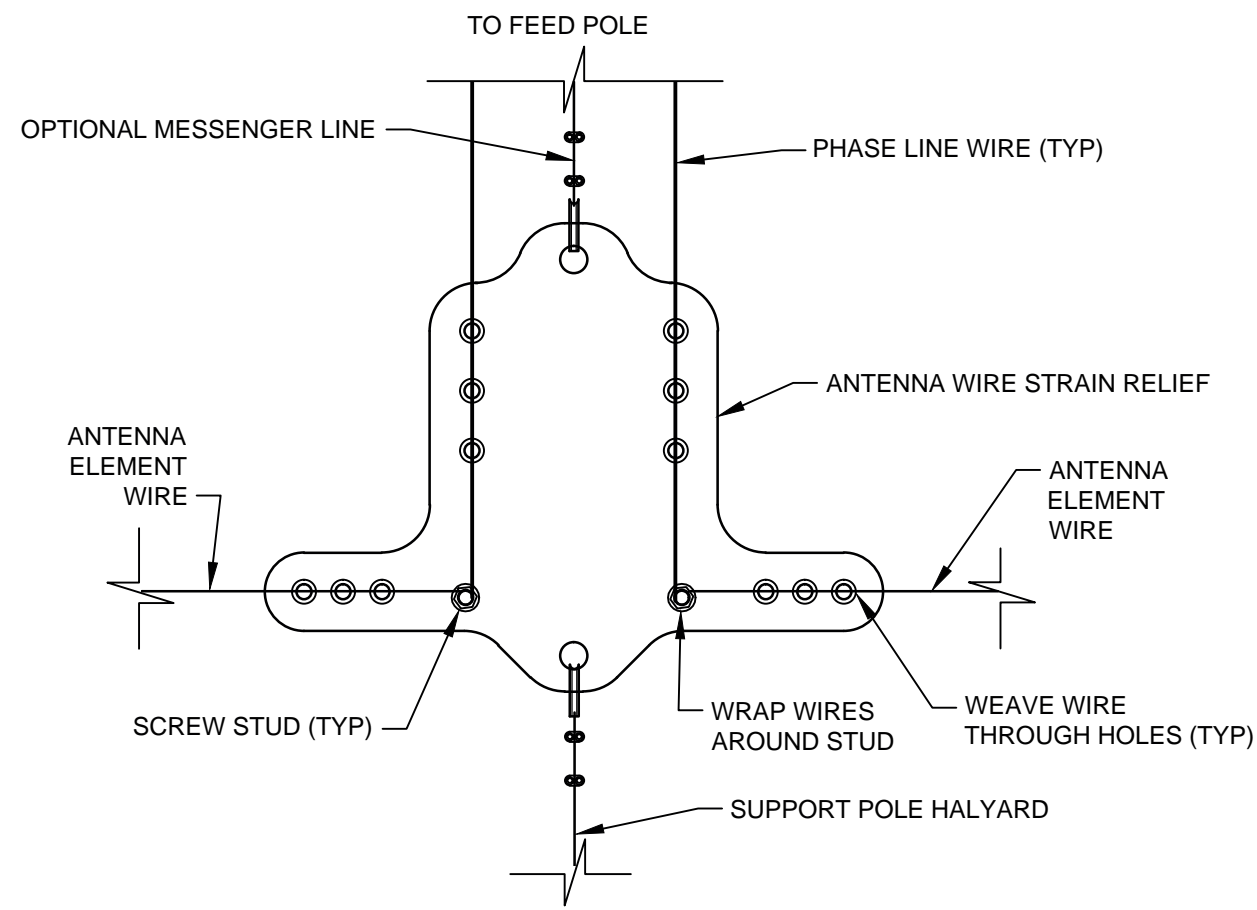 TO FEED POLE
OPTIONAL MESSENGER LINE
PHASE LINE WIRE (TYP)
ANTENNA WIRE STRAIN RELIEF
ANTENNA
ELEMENT
WIRE
ANTENNA
ELEMENT
WIRE
SCREW STUD (TYP)
WRAP WIRES
AROUND STUD
WEAVE WIRE
THROUGH HOLES (TYP)
SUPPORT POLE HALYARD